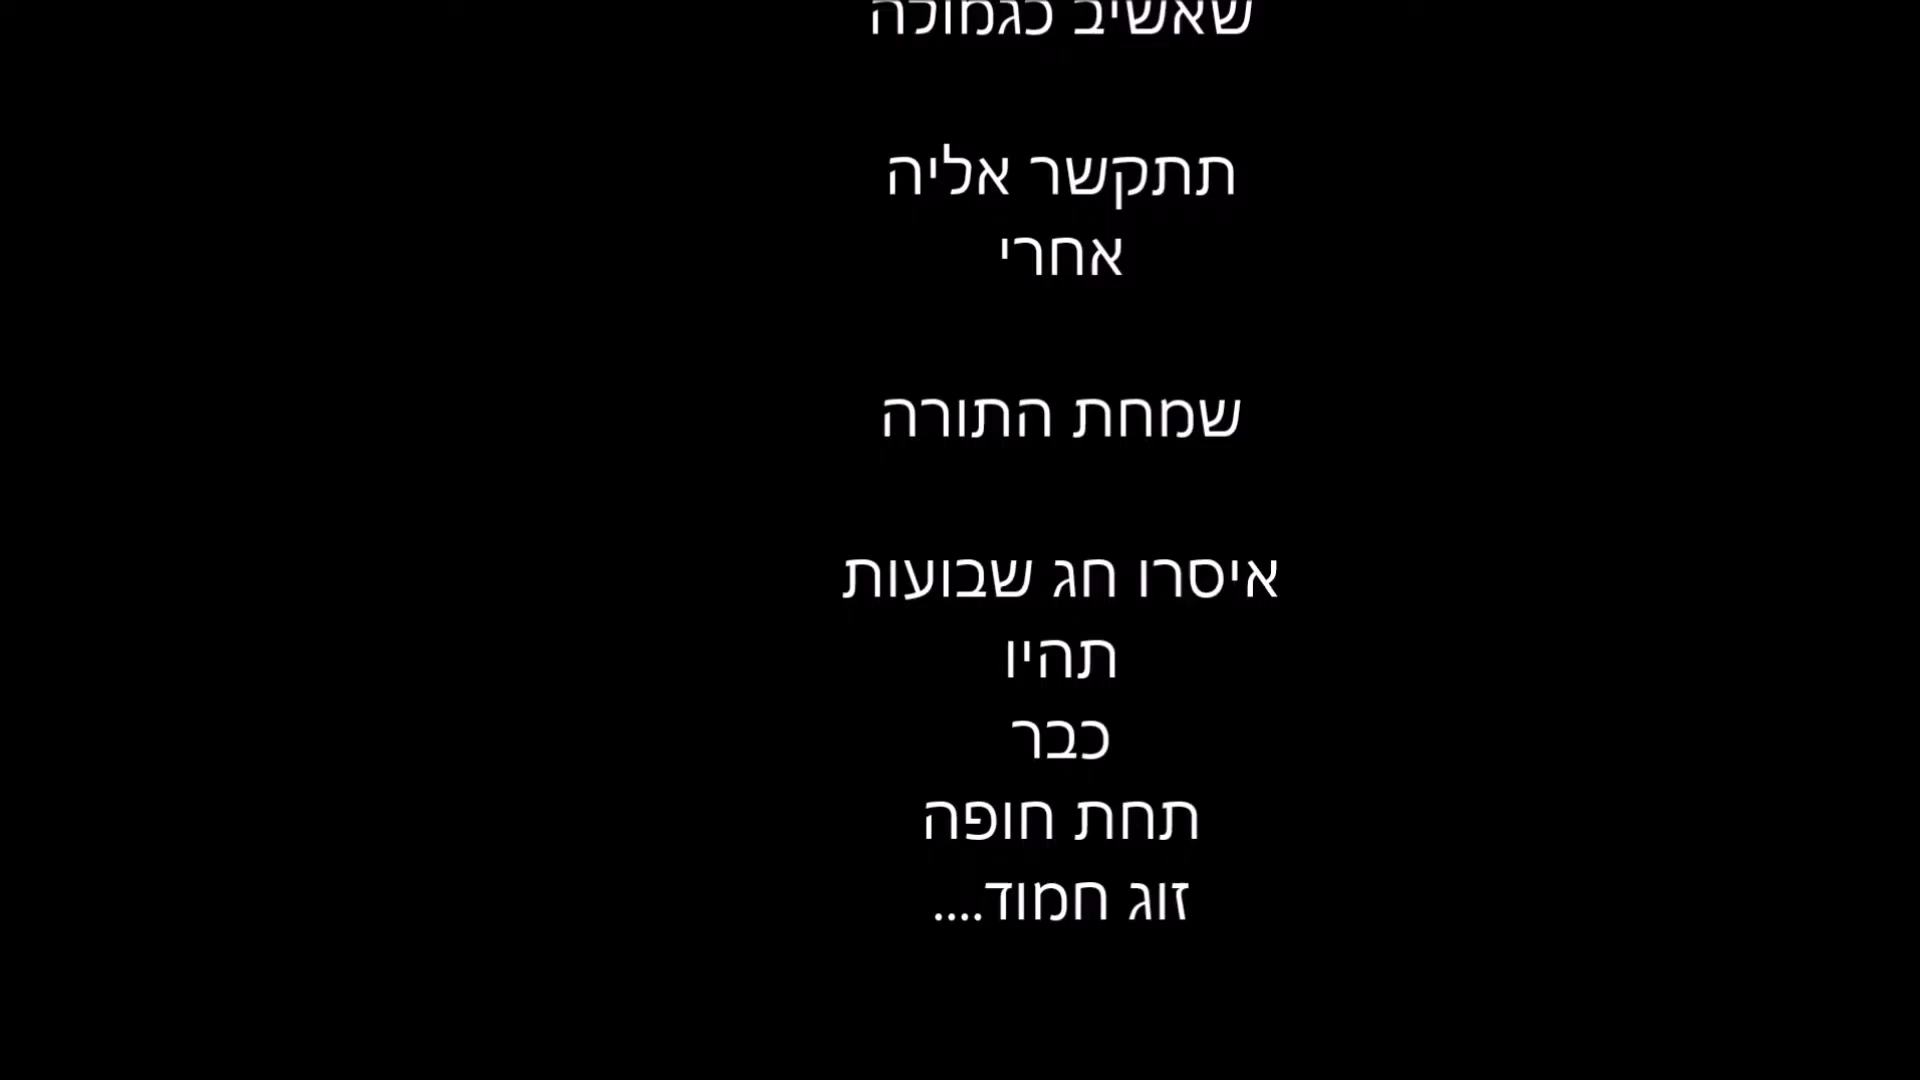 שאשיב כגמולה
תתקשר אליה
אחרי
שמחת התורה
איסרו חג שבועות
תהיו
כבר
תחת חופה
זוג חמוד....